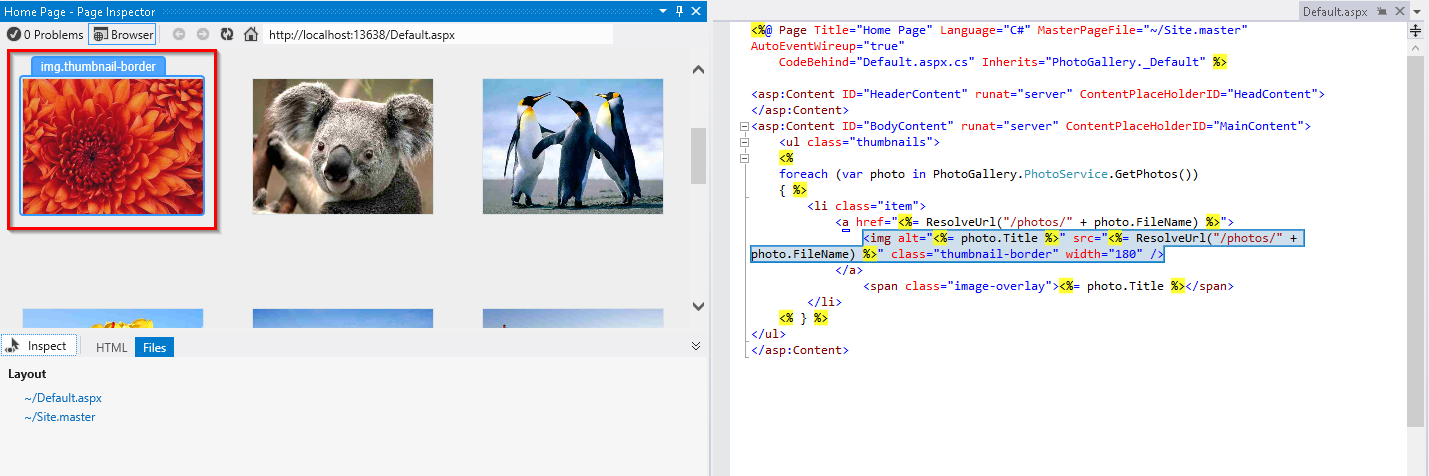 Home Page - Page Inspector
0 Problems Browser http://localhost:13638/Default.aspx
img.thumbnail-border
Inspect HTML Files
Layout
~/Default.aspx
~/Site.master
Default.aspx
<%@ Page Title="Home Page" Language="C#" MasterPageFile="~/Site.master"
AutoEventWireup="true"
CodeBehind="Default.aspx.cs" Inherits="PhotoGallery._Default" %>
<asp:Content ID="HeaderContent" runat="server" ContentPlaceHolderID="HeadContent">
</asp:Content>
<asp:Content ID="BodyContent" runat="server" ContentPlaceHolderID="MainContent">
<ul class="thumbnails">
<%
foreach (var photo in PhotoGallery.PhotoService.GetPhotos())
{ %>
<li class="item">
<a href="<%= ResolveUrl("/photos/" + photo.FileName) %>">
<img alt="<%= photo.Title %>" src="<%= ResolveUrl("/photos/" +
photo.FileName) %>" class="thumbnail-border" width="180" />
</a>
<span class="image-overlay"><%= photo.Title %></span>
</li>
<% } %>
</ul>
</asp:Content>